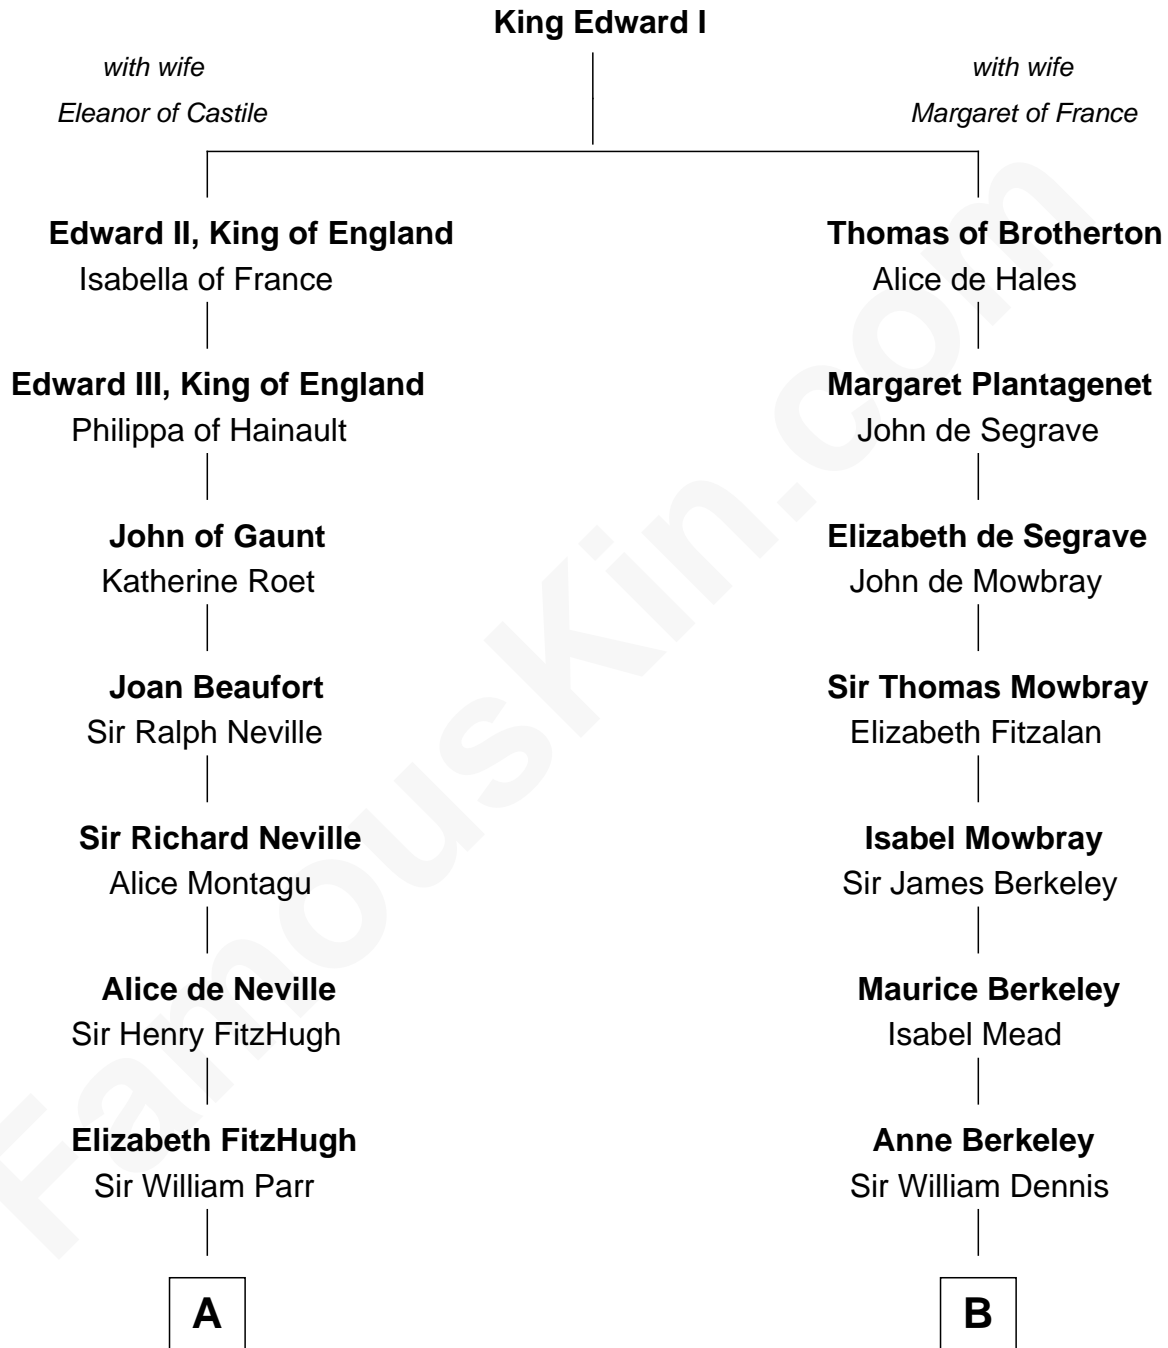 King Edward I
with wife
Eleanor of Castile
with wife
Margaret of France
Edward II, King of England
Isabella of France
Thomas of Brotherton
Alice de Hales
Edward III, King of England
Philippa of Hainault
Margaret Plantagenet
John de Segrave
John of Gaunt
Katherine Roet
Elizabeth de Segrave
John de Mowbray
Joan Beaufort
Sir Ralph Neville
Sir Thomas Mowbray
Elizabeth Fitzalan
Sir Richard Neville
Alice Montagu
Isabel Mowbray
Sir James Berkeley
Alice de Neville
Sir Henry FitzHugh
Maurice Berkeley
Isabel Mead
Elizabeth FitzHugh
Sir William Parr
Anne Berkeley
Sir William Dennis
A
B
FamousKin.com